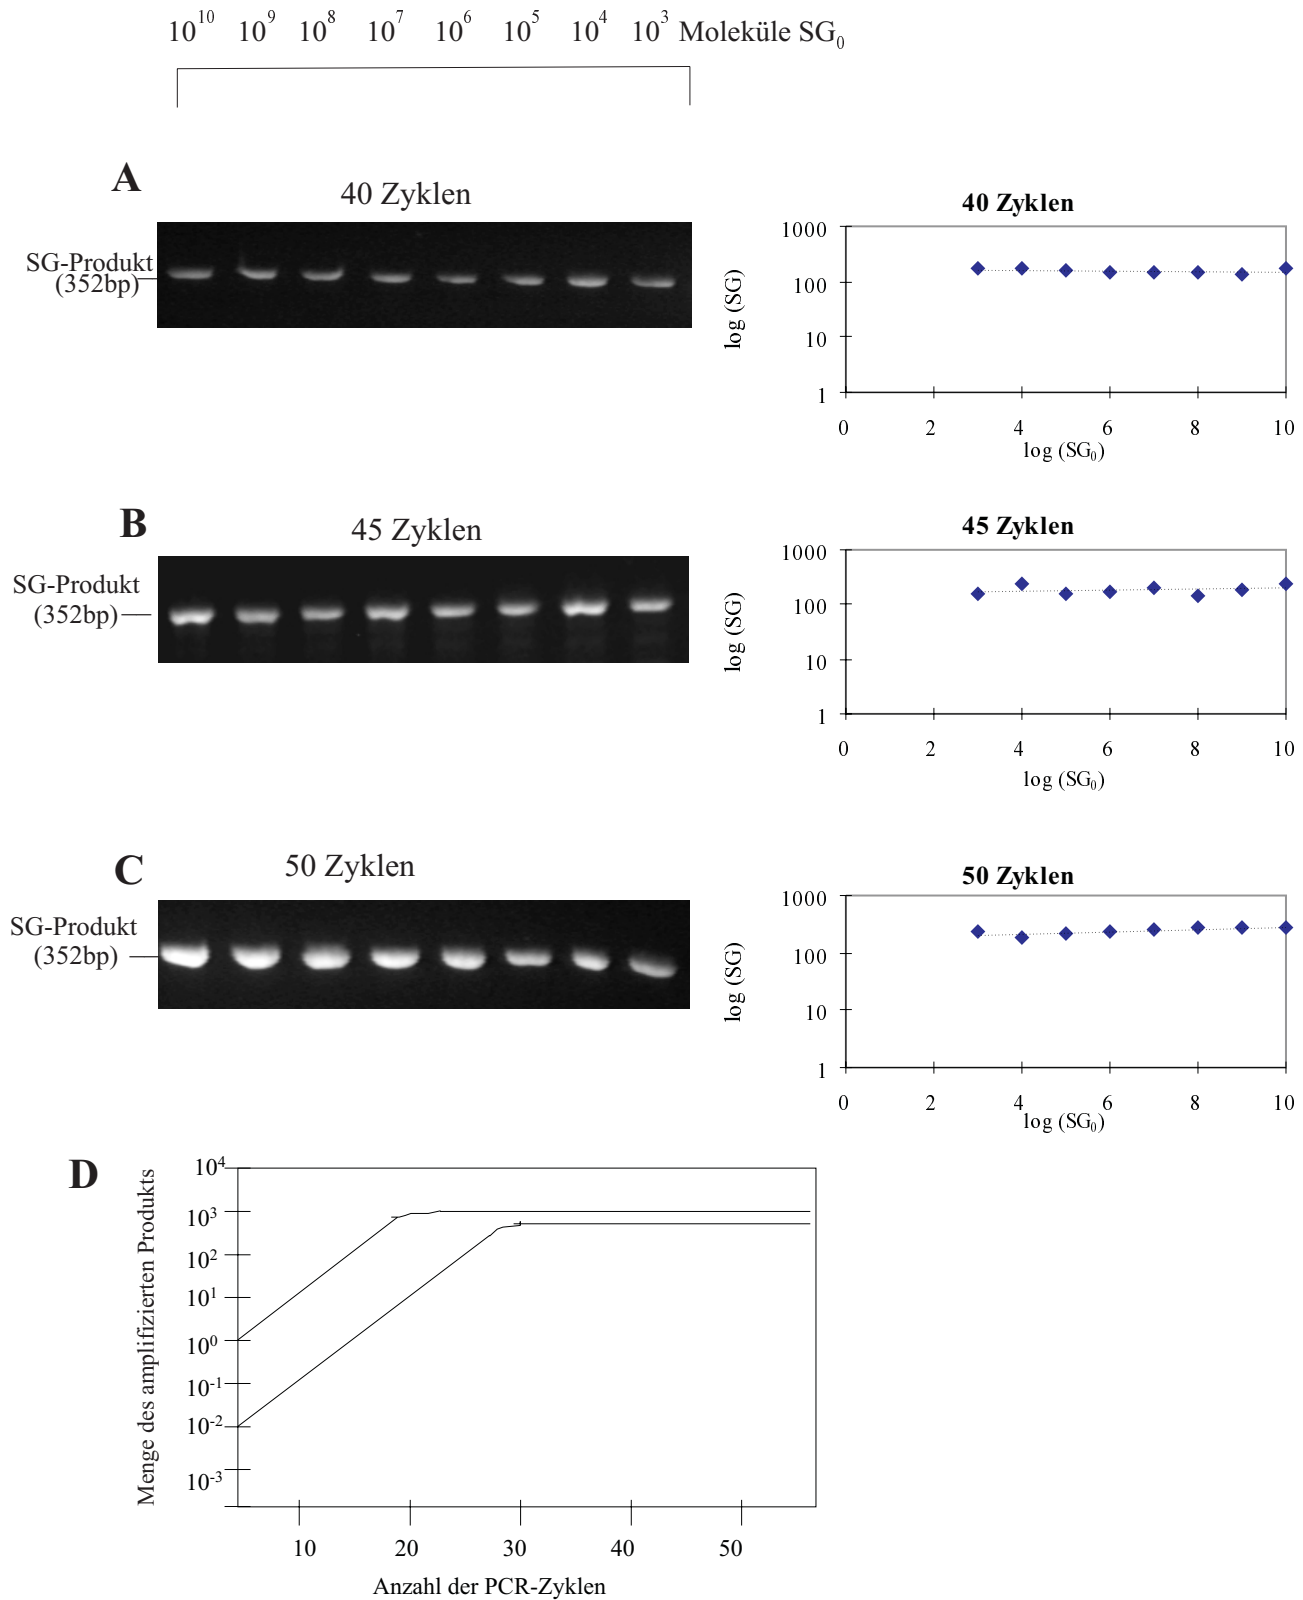 10^10 10^9 10^8 10^7 10^6 10^5 10^4 10^3 Moleküle SG₀
A
40 Zyklen
SG-Produkt
(352bp)
40 Zyklen
1000
100
10
1
log (SG)
0 2 4 6 8 10
log (SG₀)
B
45 Zyklen
SG-Produkt
(352bp)
45 Zyklen
1000
100
10
1
log (SG)
0 2 4 6 8 10
log (SG₀)
C
50 Zyklen
SG-Produkt
(352bp)
50 Zyklen
1000
100
10
1
log (SG)
0 2 4 6 8 10
log (SG₀)
D
Menge des amplifizierten Produkts
10^4
10^3
10^2
10^1
10^0
10^-1
10^-2
10^-3
10 20 30 40 50
Anzahl der PCR-Zyklen